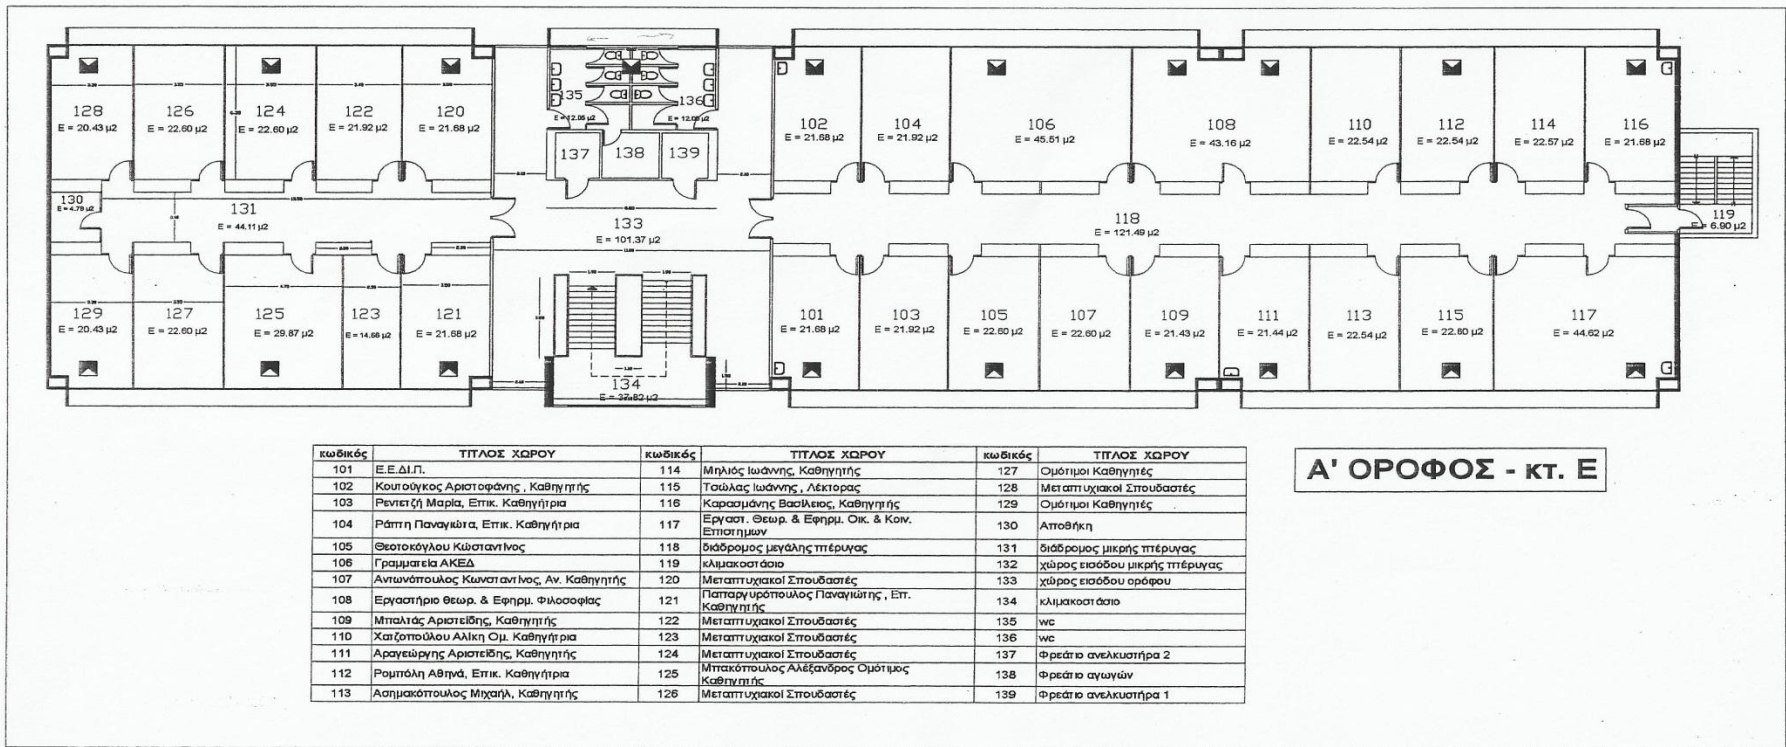 128
E = 20.43 μ2
126
E = 22.60 μ2
124
E = 22.60 μ2
122
E = 21.92 μ2
120
E = 21.68 μ2
135
E = 12.05 μ2
136
E = 12.05 μ2
137
138
139
102
E = 21.68 μ2
104
E = 21.92 μ2
106
E = 45.51 μ2
108
E = 43.16 μ2
110
E = 22.54 μ2
112
E = 22.54 μ2
114
E = 22.57 μ2
116
E = 21.68 μ2
130
E = 4.78 μ2
131
E = 44.11 μ2
133
E = 101.37 μ2
118
E = 121.49 μ2
119
E = 6.90 μ2
129
E = 20.43 μ2
127
E = 22.60 μ2
125
E = 29.87 μ2
123
E = 14.66 μ2
121
E = 21.68 μ2
134
E = 37.82 μ2
101
E = 21.68 μ2
103
E = 21.92 μ2
105
E = 22.60 μ2
107
E = 22.60 μ2
109
E = 21.43 μ2
111
E = 21.44 μ2
113
E = 22.54 μ2
115
E = 22.60 μ2
117
E = 44.62 μ2
Α' ΟΡΟΦΟΣ - κτ. Ε
κωδικός ΤΙΤΛΟΣ ΧΩΡΟΥ κωδικός ΤΙΤΛΟΣ ΧΩΡΟΥ κωδικός ΤΙΤΛΟΣ ΧΩΡΟΥ
101 Ε.Ε.ΔΙ.Π. 114 Μηλιός Ιωάννης, Καθηγητής 127 Ομότιμοι Καθηγητές
102 Κουτούγκος Αριστοφάνης , Καθηγητής 115 Τσώλας Ιωάννης , Λέκτορας 128 Μεταπτυχιακοί Σπουδαστές
103 Ρεντετζή Μαρία, Επικ. Καθηγήτρια 116 Καρασμάνης Βασίλειος, Καθηγητής 129 Ομότιμοι Καθηγητές
104 Ράπτη Παναγιώτα, Επικ. Καθηγήτρια 117 Εργαστ. Θεωρ. & Εφηρμ. Οικ. & Κοιν. Επιστημων 130 Αποθήκη
105 Θεοτοκόγλου Κώσταντίνος 118 διάδρομος μεγάλης πτέρυγας 131 διάδρομος μικρής πτέρυγας
106 Γραμματεία ΑΚΕΔ 119 κλιμακοστάσιο 132 χώρος εισόδου μικρής πτέρυγας
107 Αντωνόπουλος Κωνσταντίνος, Αν. Καθηγητής 120 Μεταπτυχιακοί Σπουδαστές 133 χώρος εισόδου ορόφου
108 Εργαστήριο θεωρ. & Εφηρμ. Φιλοσοφίας 121 Παπαργυρόπουλος Παναγιώτης , Επ. Καθηγητής 134 κλιμακοστάσιο
109 Μπαλτάς Αριστείδης, Καθηγητής 122 Μεταπτυχιακοί Σπουδαστές 135 wc
110 Χατζοπούλου Αλίκη Ομ. Καθηγήτρια 123 Μεταπτυχιακοί Σπουδαστές 136 wc
111 Αραγεώργης Αριστείδης, Καθηγητής 124 Μεταπτυχιακοί Σπουδαστές 137 Φρεάτιο ανελκυστήρα 2
112 Ρομπόλη Αθηνά, Επικ. Καθηγήτρια 125 Μπακόπουλος Αλέξανδρος Ομότιμος Καθηγητής 138 Φρεάτιο αγωγών
113 Ασημακόπουλος Μιχαήλ, Καθηγητής 126 Μεταπτυχιακοί Σπουδαστές 139 Φρεάτιο ανελκυστήρα 1